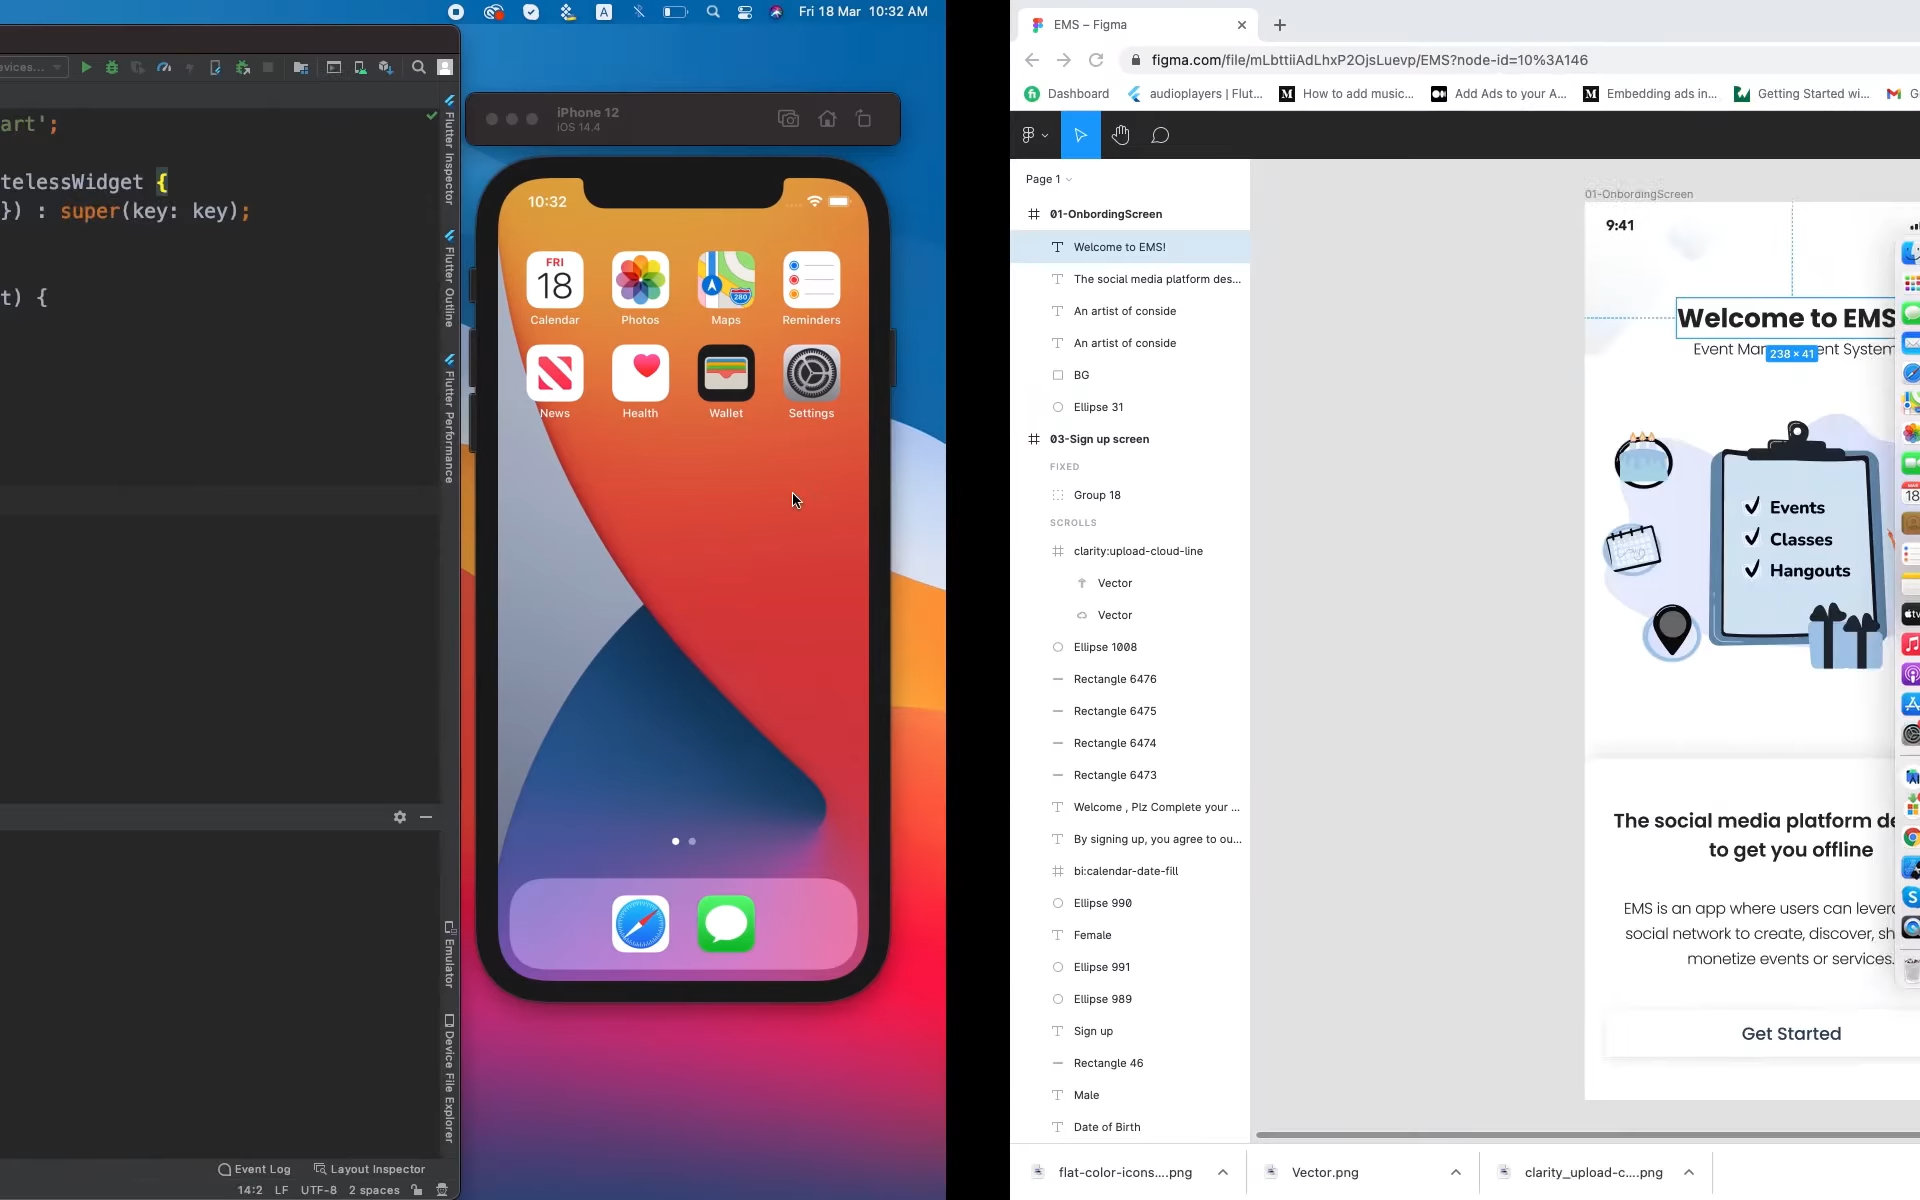 Fri 18 Mar 10:32 AM
evices...
art';
telessWidget {
}) : super(key: key);
t) {
Flutter Inspector
Flutter Outline
Flutter Performance
Emulator
Device File Explorer
Event Log
Layout Inspector
14:2 LF UTF-8 2 spaces
iPhone 12
iOS 14.4
10:32
FRI
18
280
Calendar
Photos
Maps
Reminders
News
Health
Wallet
Settings
EMS – Figma
figma.com/file/mLbttiiAdLhxP2OjsLuevp/EMS?node-id=10%3A146
Dashboard
audioplayers | Flut...
How to add music...
Add Ads to your A...
Embedding ads in...
Getting Started wi...
Page 1
01-OnbordingScreen
Welcome to EMS!
The social media platform des...
An artist of conside
An artist of conside
BG
Ellipse 31
03-Sign up screen
FIXED
Group 18
SCROLLS
clarity:upload-cloud-line
Vector
Vector
Ellipse 1008
Rectangle 6476
Rectangle 6475
Rectangle 6474
Rectangle 6473
Welcome , Plz Complete your ...
By signing up, you agree to ou...
bi:calendar-date-fill
Ellipse 990
Female
Ellipse 991
Ellipse 989
Sign up
Rectangle 46
Male
Date of Birth
01-OnbordingScreen
9:41
Welcome to EMS
Event Man ent System
238 × 41
Events
Classes
Hangouts
The social media platform de
to get you offline
EMS is an app where users can levera
social network to create, discover, sh
monetize events or services.
Get Started
18
flat-color-icons....png
Vector.png
clarity_upload-c....png